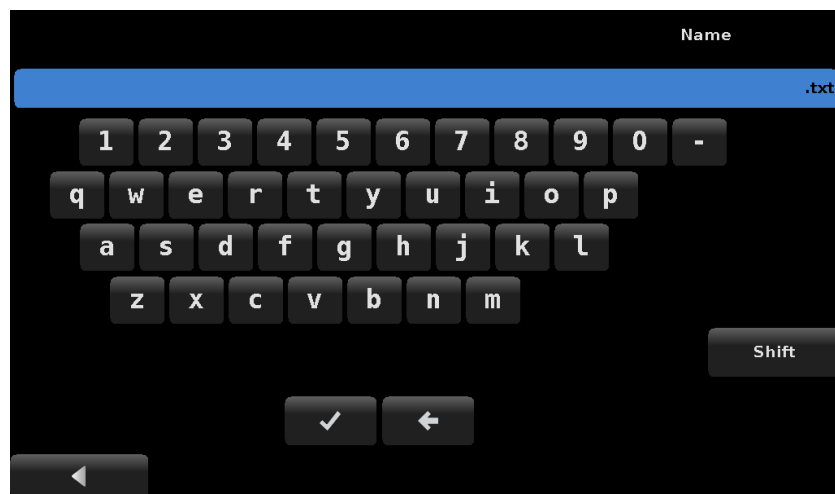 Name
.txt
1 2 3 4 5 6 7 8 9 0 -
q w e r t y u i o p
a s d f g h j k l
z x c v b n m
Shift